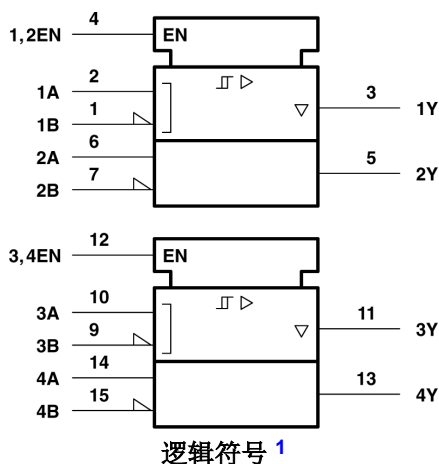 4
1,2EN EN
2
1A
1 3
1B 1Y
6
2A 5
7 2Y
2B
12
3,4EN EN
10
3A
9 11
3B 3Y
14
4A 13
15 4Y
4B
逻辑符号 1